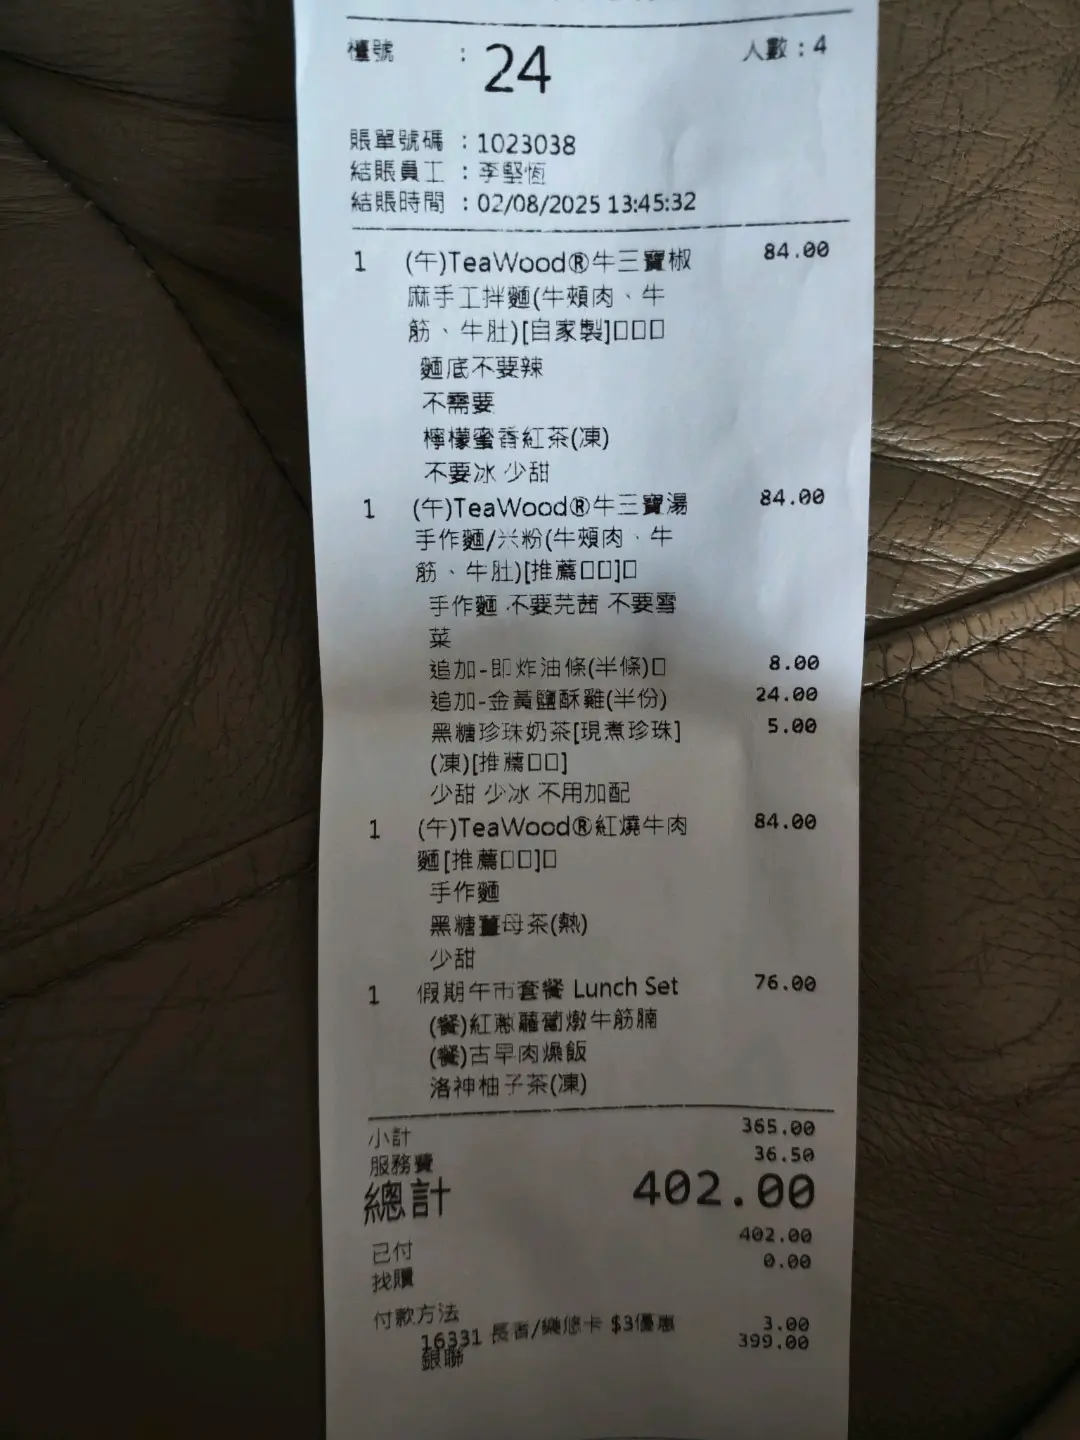 檯號 : 24 人數：4
賬單號碼 : 1023038
結賬員工 : 李堅恆
結賬時間 : 02/08/2025 13:45:32
1 (午)TeaWood®牛三寶椒 84.00
麻手工拌麵(牛頰肉、牛
筋、牛肚)[自家製]□□□
麵底不要辣
不需要
檸檬蜜香紅茶(凍)
不要冰 少甜
1 (午)TeaWood®牛三寶湯 84.00
手作麵/米粉(牛頰肉、牛
筋、牛肚)[推薦□□]□
手作麵 不要芫茜 不要雪
菜
追加-即炸油條(半條)□ 8.00
追加-金黃鹽酥雞(半份) 24.00
黑糖珍珠奶茶[現煮珍珠] 5.00
(凍)[推薦□□]
少甜 少冰 不用加配
1 (午)TeaWood®紅燒牛肉 84.00
麵[推薦□□]□
手作麵
黑糖薑母茶(熱)
少甜
1 假期午市套餐 Lunch Set 76.00
(餐)紅蘿蔔燉牛筋腩
(餐)古早肉燥飯
洛神柚子茶(凍)
小計 365.00
服務費 36.50
總計 402.00
已付 402.00
找贖 0.00
付款方法
16331 長者/樂悠卡 $3優惠 3.00
銀聯 399.00